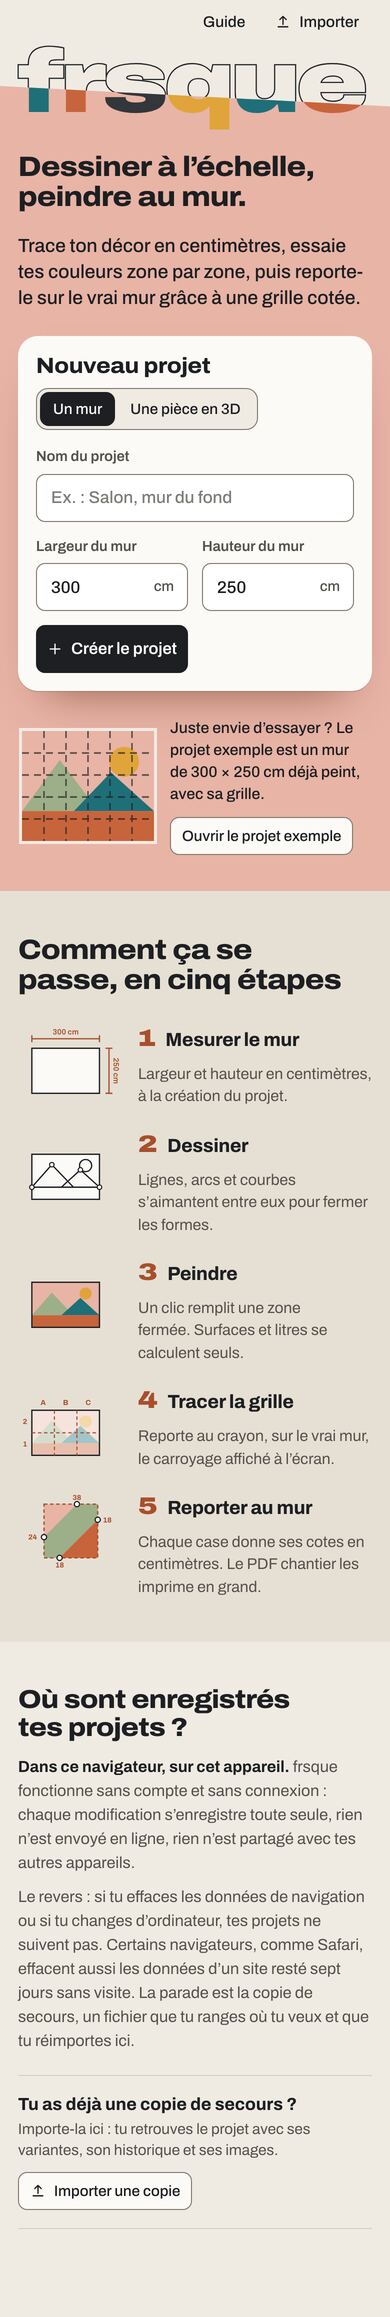 Guide
Importer
frsque
Dessiner à l’échelle,
peindre au mur.
Trace ton décor en centimètres, essaie
tes couleurs zone par zone, puis reporte-
le sur le vrai mur grâce à une grille cotée.
Nouveau projet
Un mur
Une pièce en 3D
Nom du projet
Ex. : Salon, mur du fond
Largeur du mur
Hauteur du mur
300 cm
250 cm
Créer le projet
Juste envie d’essayer ? Le
projet exemple est un mur
de 300 × 250 cm déjà peint,
avec sa grille.
Ouvrir le projet exemple
Comment ça se
passe, en cinq étapes
300 cm
250 cm
1 Mesurer le mur
Largeur et hauteur en centimètres,
à la création du projet.
2 Dessiner
Lignes, arcs et courbes
s’aimantent entre eux pour fermer
les formes.
3 Peindre
Un clic remplit une zone
fermée. Surfaces et litres se
calculent seuls.
A B C
2
1
4 Tracer la grille
Reporte au crayon, sur le vrai mur,
le carroyage affiché à l’écran.
38
18
24
18
5 Reporter au mur
Chaque case donne ses cotes en
centimètres. Le PDF chantier les
imprime en grand.
Où sont enregistrés
tes projets ?
Dans ce navigateur, sur cet appareil. frsque
fonctionne sans compte et sans connexion :
chaque modification s’enregistre toute seule, rien
n’est envoyé en ligne, rien n’est partagé avec tes
autres appareils.
Le revers : si tu effaces les données de navigation
ou si tu changes d’ordinateur, tes projets ne
suivent pas. Certains navigateurs, comme Safari,
effacent aussi les données d’un site resté sept
jours sans visite. La parade est la copie de
secours, un fichier que tu ranges où tu veux et que
tu réimportes ici.
Tu as déjà une copie de secours ?
Importe-la ici : tu retrouves le projet avec ses
variantes, son historique et ses images.
Importer une copie